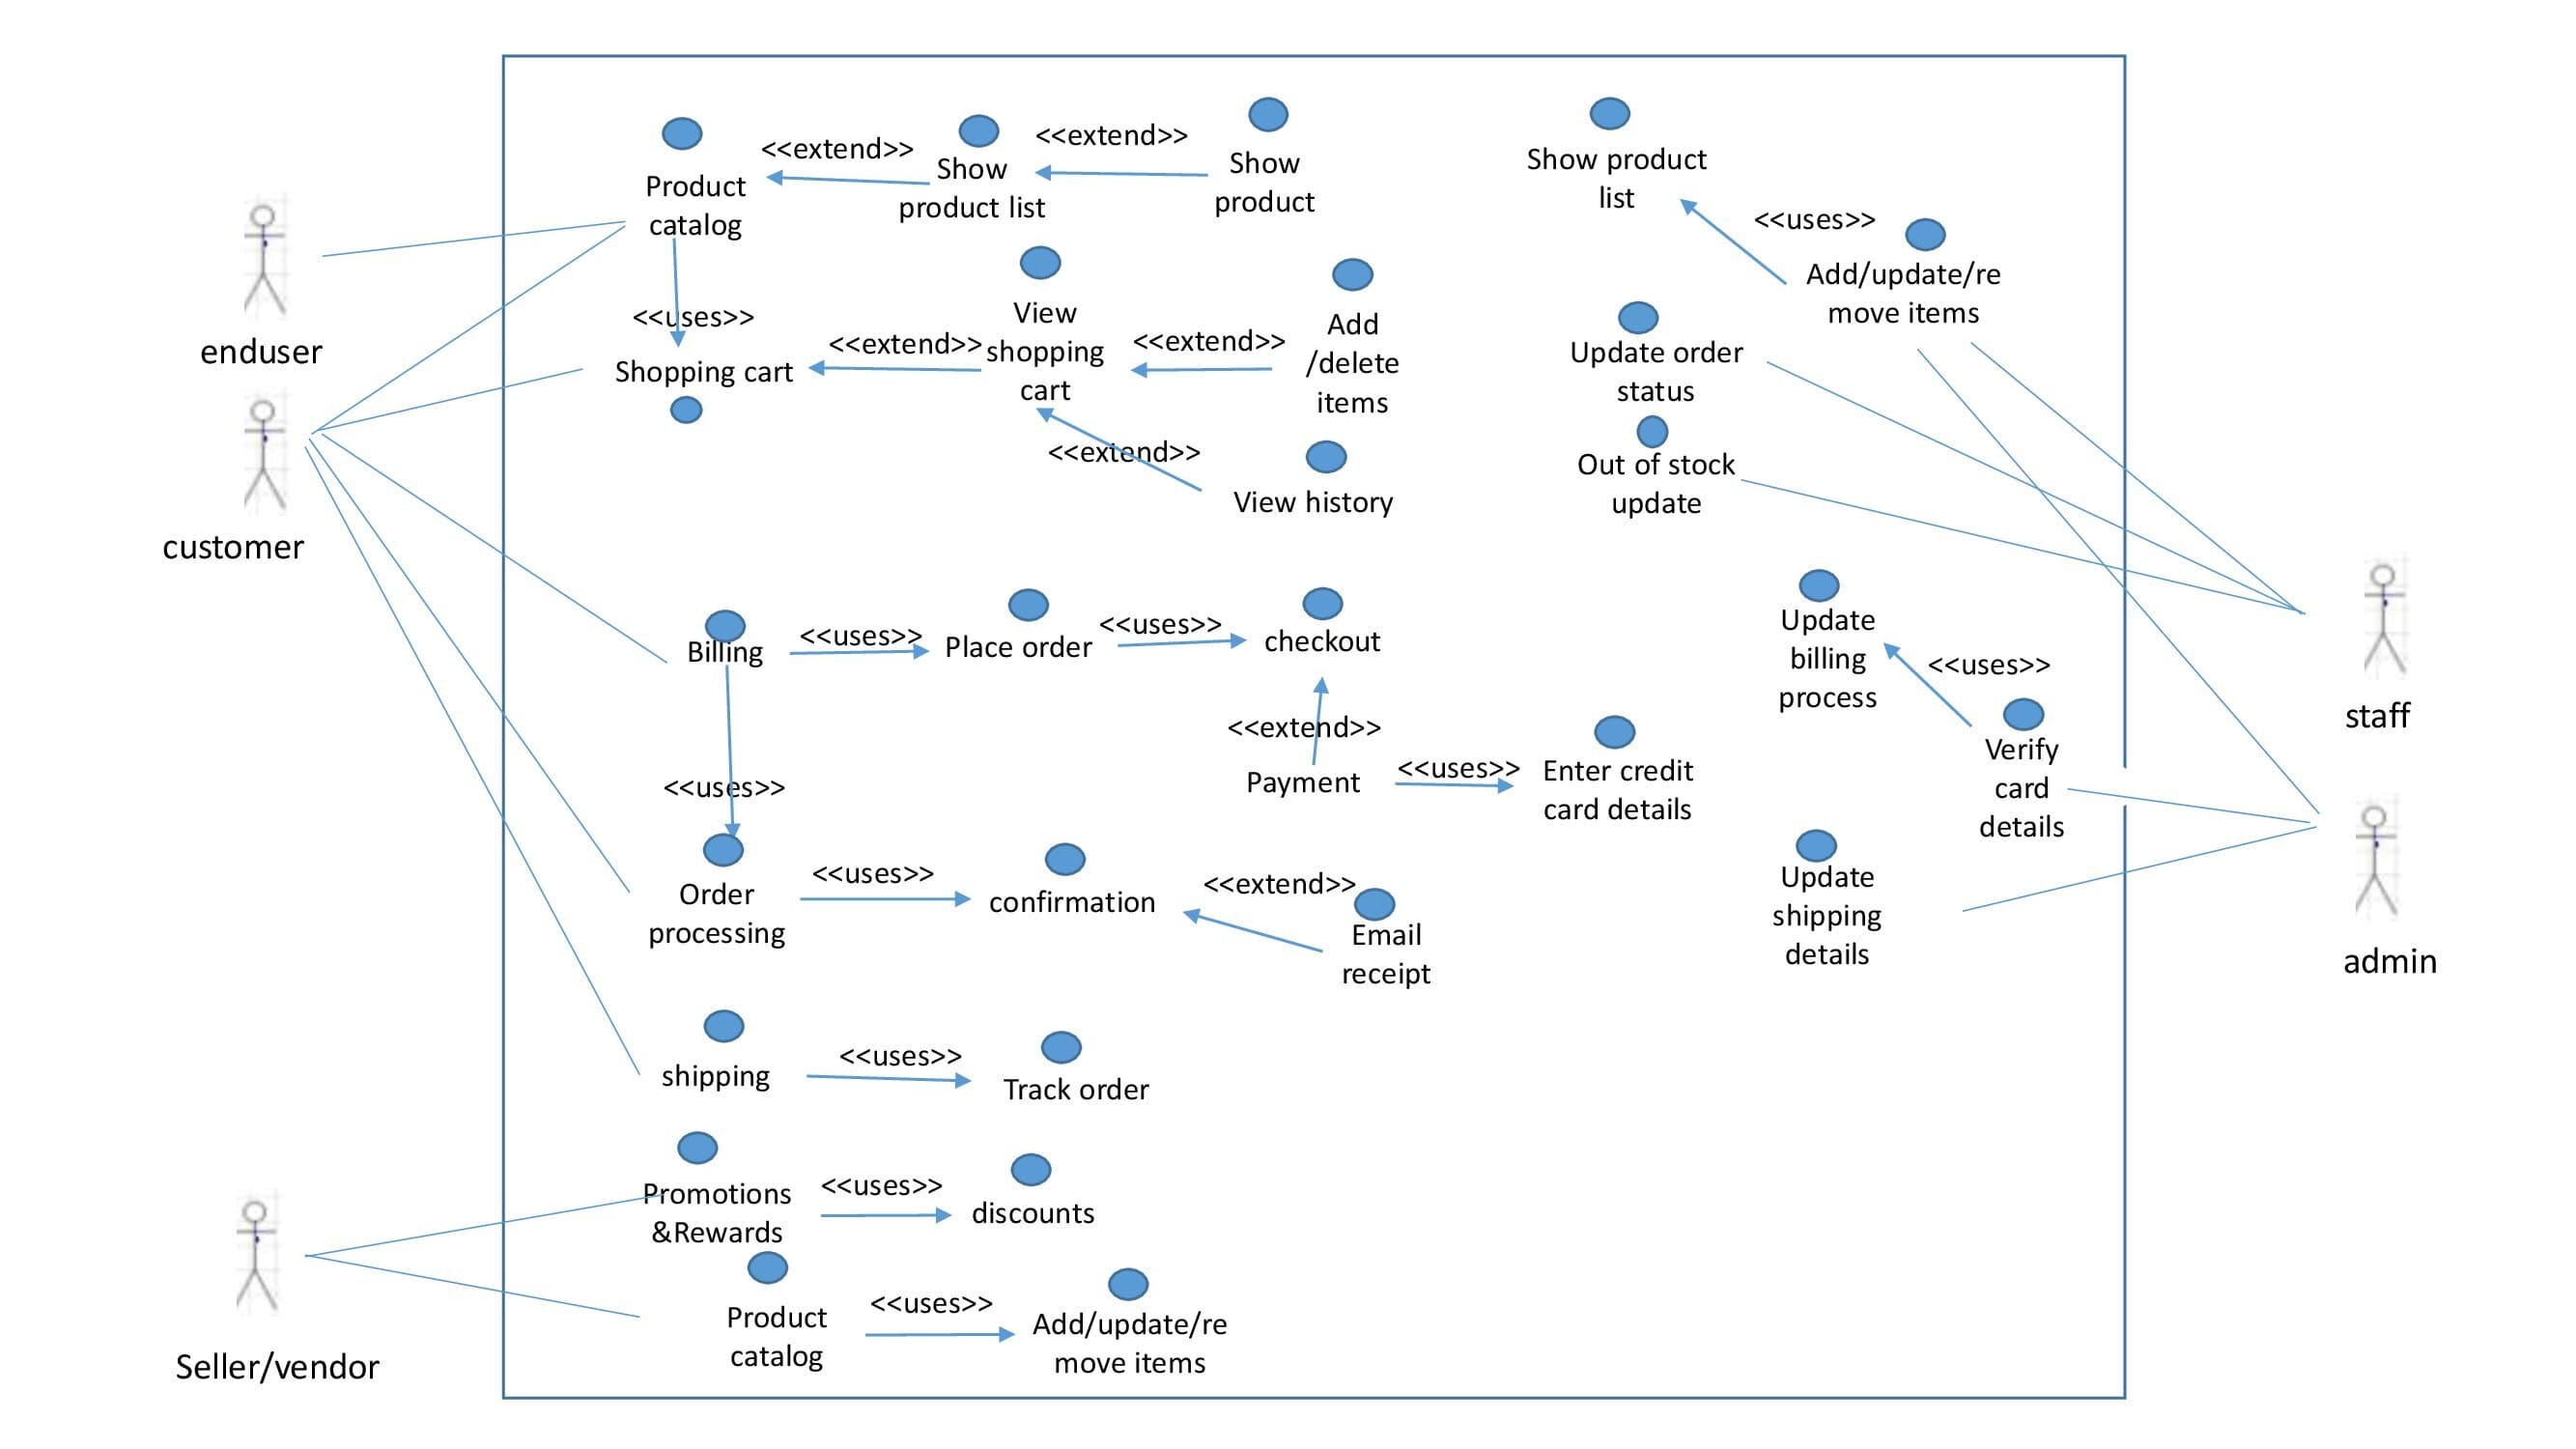 <<extend>>
<<extend>>
Show
product list
Show
product
Show product
list
Product
catalog
<<uses>>
Add/update/re
move items
enduser
<<uses>>
Shopping cart
<<extend>>
View
shopping
cart
<<extend>>
Add
/delete
items
Update order
status
<<extend>>
View history
Out of stock
update
customer
Billing
<<uses>>
Place order
<<uses>>
checkout
Update
billing
process
<<uses>>
staff
<<extend>>
Payment
<<uses>>
Enter credit
card details
Verify
card
details
<<uses>>
Order
processing
<<uses>>
confirmation
<<extend>>
Email
receipt
Update
shipping
details
admin
shipping
<<uses>>
Track order
Promotions
&Rewards
<<uses>>
discounts
Product
catalog
<<uses>>
Add/update/re
move items
Seller/vendor